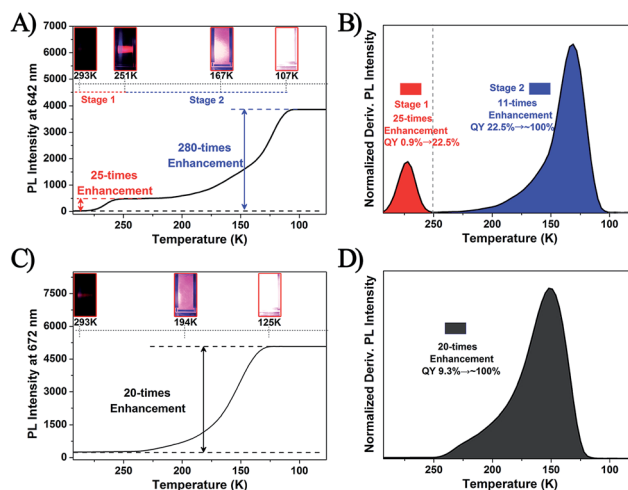 A)
7000
6000
5000
4000
3000
2000
1000
0
PL Intensity at 642 nm
293K
251K
167K
107K
Stage 1
Stage 2
280-times
Enhancement
25-times
Enhancement
250
200
150
100
Temperature (K)
B)
Normalized Deriv. PL Intensity
Stage 1
25-times
Enhancement
QY 0.9%→22.5%
Stage 2
11-times
Enhancement
QY 22.5%→~100%
250
200
150
100
Temperature (K)
C)
7500
6000
4500
3000
1500
0
PL Intensity at 672 nm
293K
194K
125K
20-times
Enhancement
250
200
150
100
Temperature (K)
D)
Normalized Deriv. PL Intensity
20-times
Enhancement
QY 9.3%→~100%
250
200
150
100
Temperature (K)